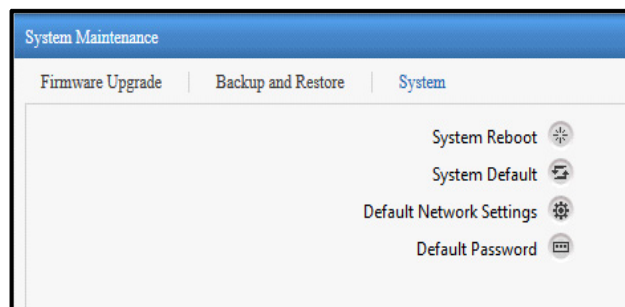 System Maintenance
Firmware Upgrade Backup and Restore System
System Reboot
System Default
Default Network Settings
Default Password